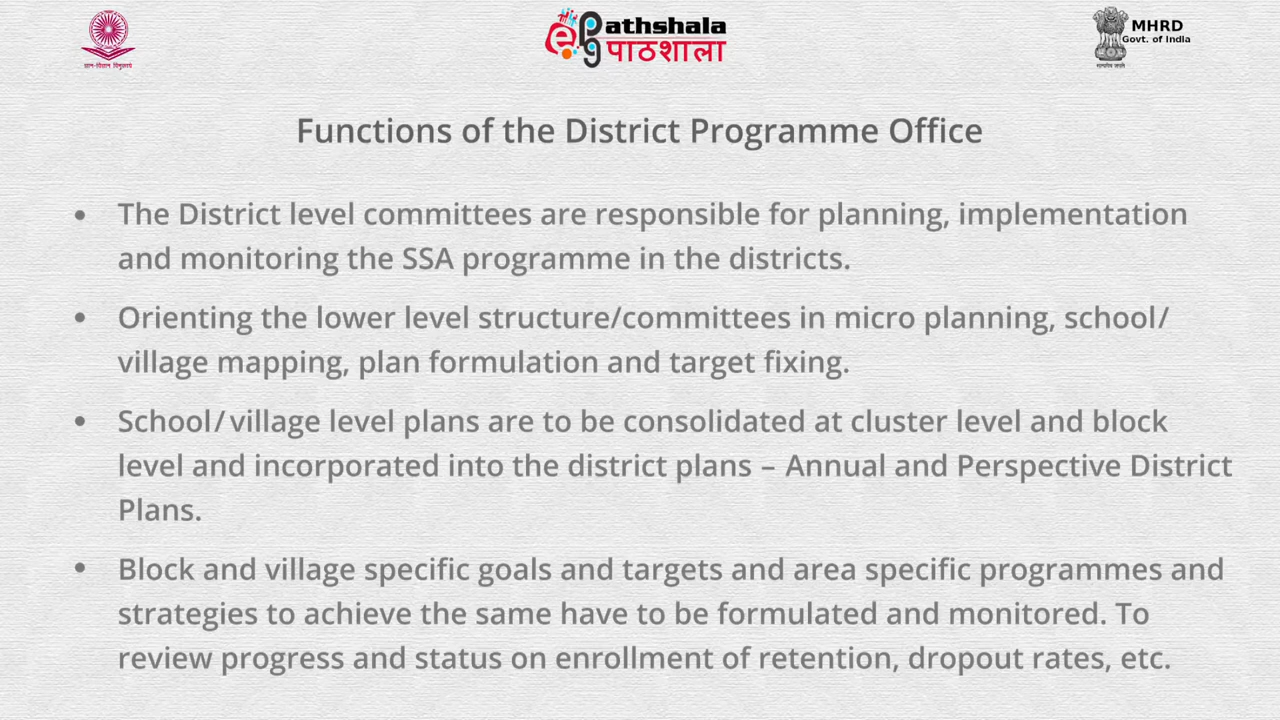 ज्ञान-विज्ञान विमुक्तये
ePg Pathshala
पाठशाला
MHRD
Govt. of India
सत्यमेव जयते
Functions of the District Programme Office
• The District level committees are responsible for planning, implementation
and monitoring the SSA programme in the districts.
• Orienting the lower level structure/committees in micro planning, school/
village mapping, plan formulation and target fixing.
• School/village level plans are to be consolidated at cluster level and block
level and incorporated into the district plans – Annual and Perspective District
Plans.
• Block and village specific goals and targets and area specific programmes and
strategies to achieve the same have to be formulated and monitored. To
review progress and status on enrollment of retention, dropout rates, etc.